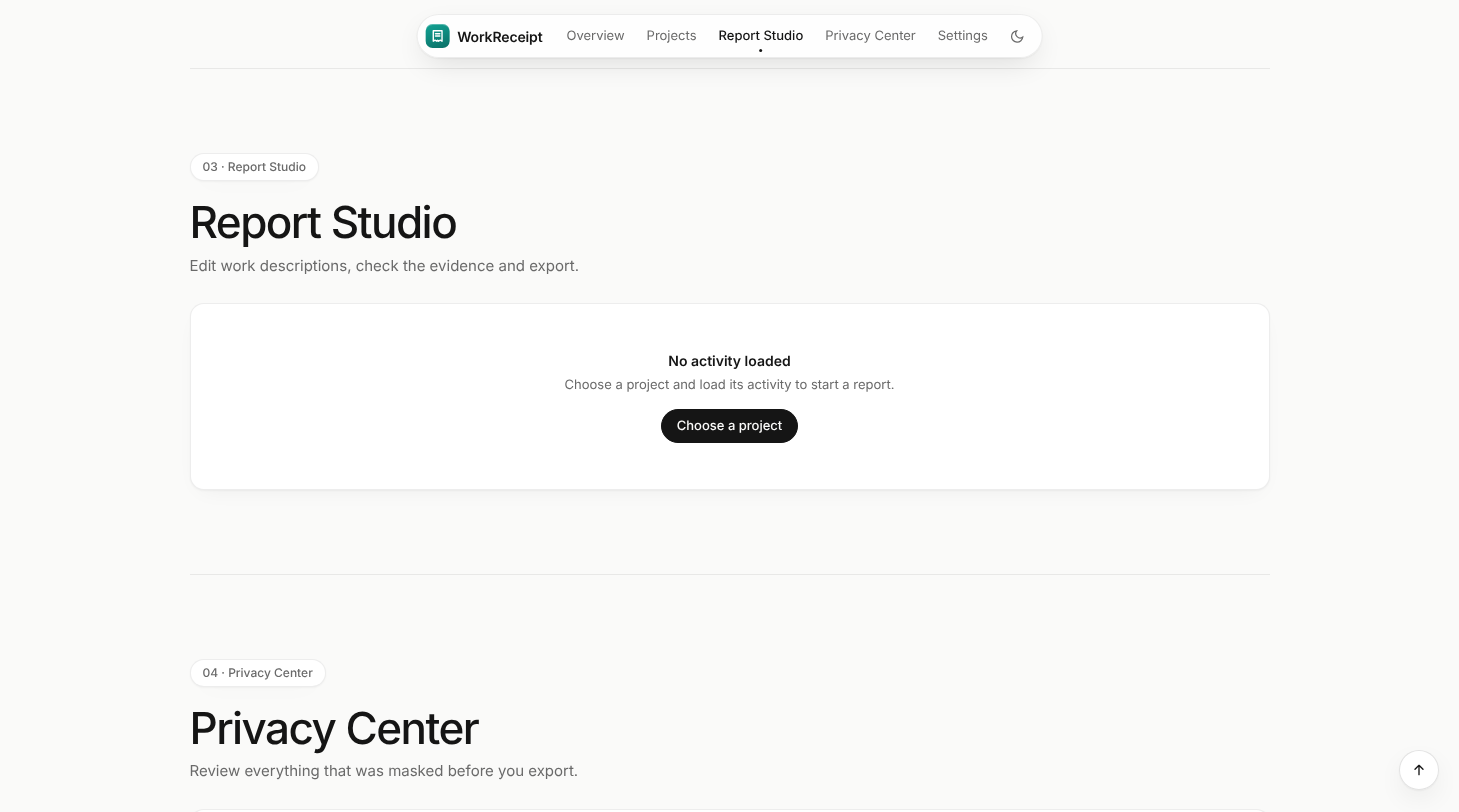 WorkReceipt
Overview
Projects
Report Studio
Privacy Center
Settings
03 · Report Studio
Report Studio
Edit work descriptions, check the evidence and export.
No activity loaded
Choose a project and load its activity to start a report.
Choose a project
04 · Privacy Center
Privacy Center
Review everything that was masked before you export.